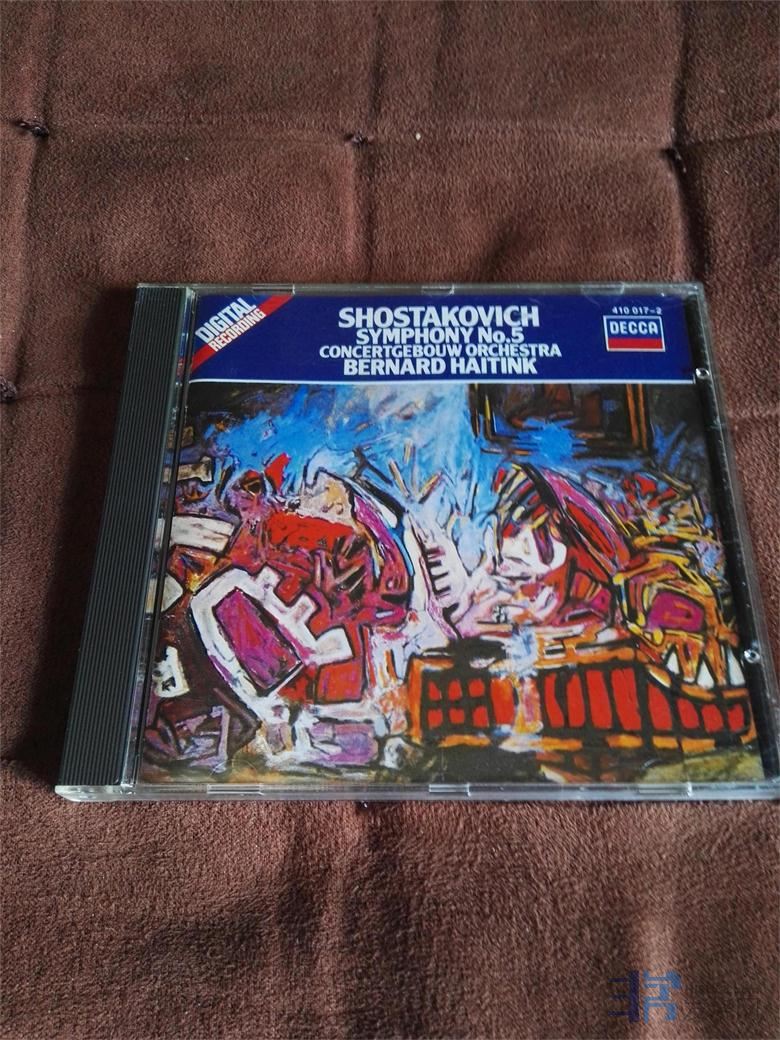 DIGITAL
RECORDING
SHOSTAKOVICH
SYMPHONY No.5
CONCERTGEBOUW ORCHESTRA
BERNARD HAITINK
410 017-2
DECCA